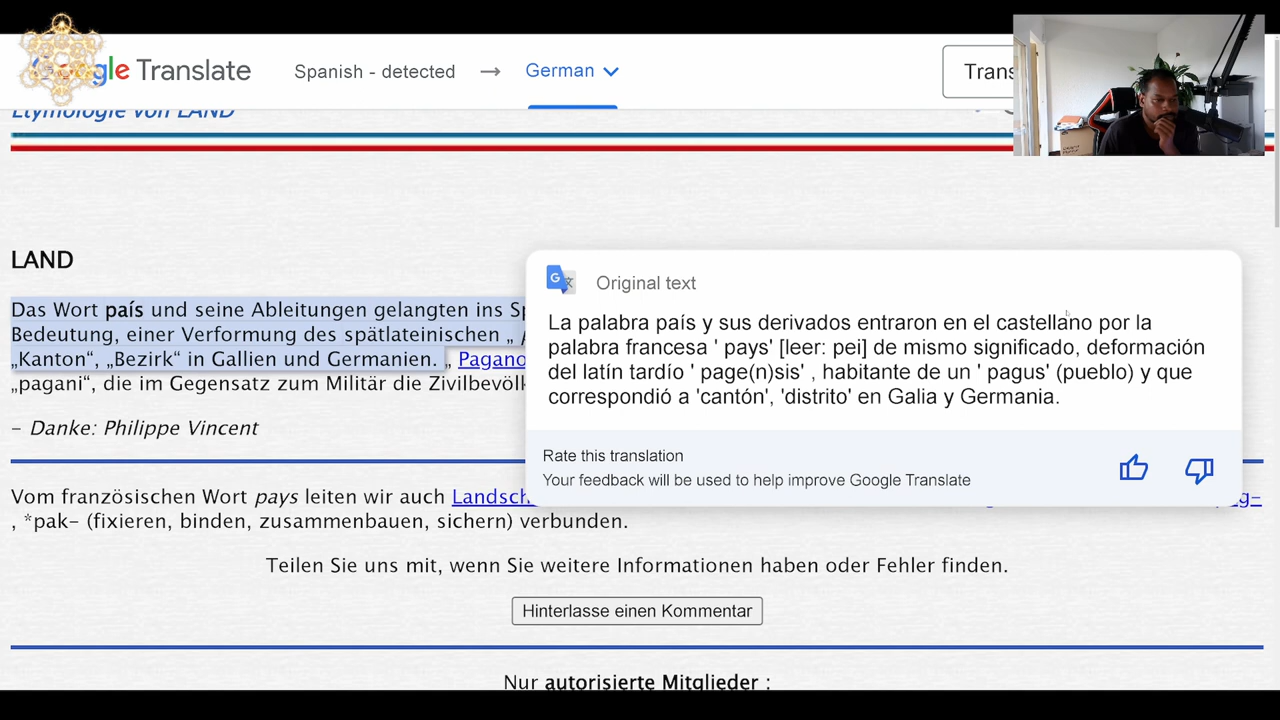 Google Translate
Spanish - detected → German
Trans
Etymologie von LAND
LAND
Das Wort país und seine Ableitungen gelangten ins
Bedeutung, einer Verformung des spätlateinischen „
„Kanton“, „Bezirk“ in Gallien und Germanien. „ Pagano
„pagani“, die im Gegensatz zum Militär die
– Danke: Philippe Vincent
Original text
La palabra país y sus derivados entraron en el castellano por la
palabra francesa ' pays' [leer: pei] de mismo significado, deformación
del latín tardío ' page(n)sis' , habitante de un ' pagus' (pueblo) y que
correspondió a 'cantón', 'distrito' en Galia y Germania.
Rate this translation
Your feedback will be used to help improve Google Translate
Vom französischen Wort pays leiten wir auch
, *pak– (fixieren, binden, zusammenbauen, sichern) verbunden.
Teilen Sie uns mit, wenn Sie weitere Informationen haben oder Fehler finden.
Hinterlasse einen Kommentar
Nur autorisierte Mitglieder :